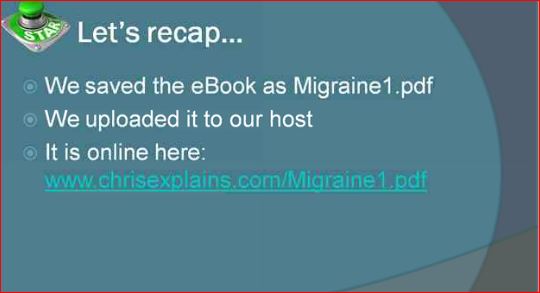 START
Let's recap...
We saved the eBook as Migraine1.pdf
We uploaded it to our host
It is online here:
www.chrisexplains.com/Migraine1.pdf